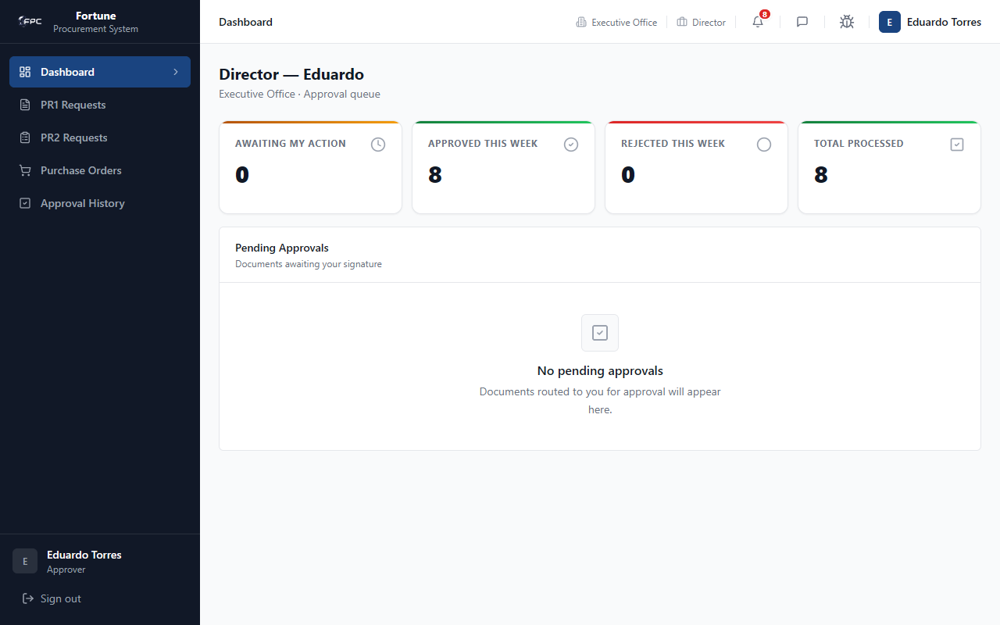 FPC
Fortune
Procurement System
Dashboard
PR1 Requests
PR2 Requests
Purchase Orders
Approval History
E
Eduardo Torres
Approver
Sign out
Dashboard
Executive Office
Director
8
E
Eduardo Torres
Director — Eduardo
Executive Office · Approval queue
AWAITING MY ACTION
0
APPROVED THIS WEEK
8
REJECTED THIS WEEK
0
TOTAL PROCESSED
8
Pending Approvals
Documents awaiting your signature
No pending approvals
Documents routed to you for approval will appear
here.